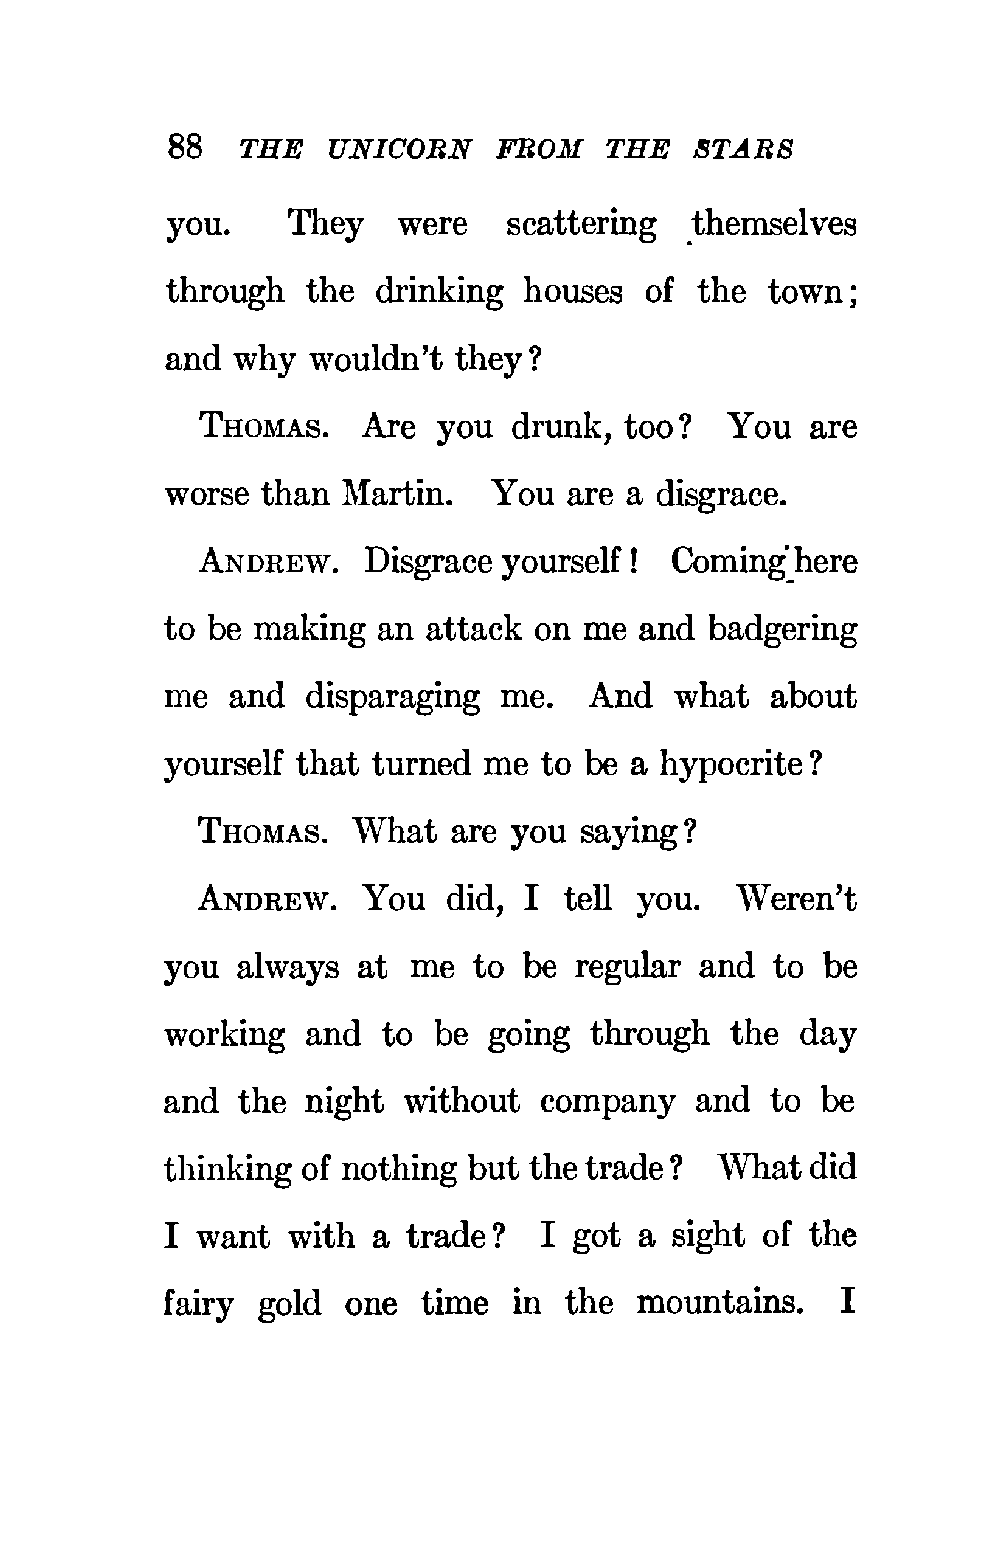 88 THE UNICORN FROM THE STARS
you. They were scattering themselves
through the drinking houses of the town;
and why wouldn't they?
THOMAS. Are you drunk, too? You are
worse than Martin. You are a disgrace.
ANDREW. Disgrace yourself! Coming here
to be making an attack on me and badgering
me and disparaging me. And what about
yourself that turned me to be a hypocrite?
THOMAS. What are you saying?
ANDREW. You did, I tell you. Weren't
you always at me to be regular and to be
working and to be going through the day
and the night without company and to be
thinking of nothing but the trade? What did
I want with a trade? I got a sight of the
fairy gold one time in the mountains. I